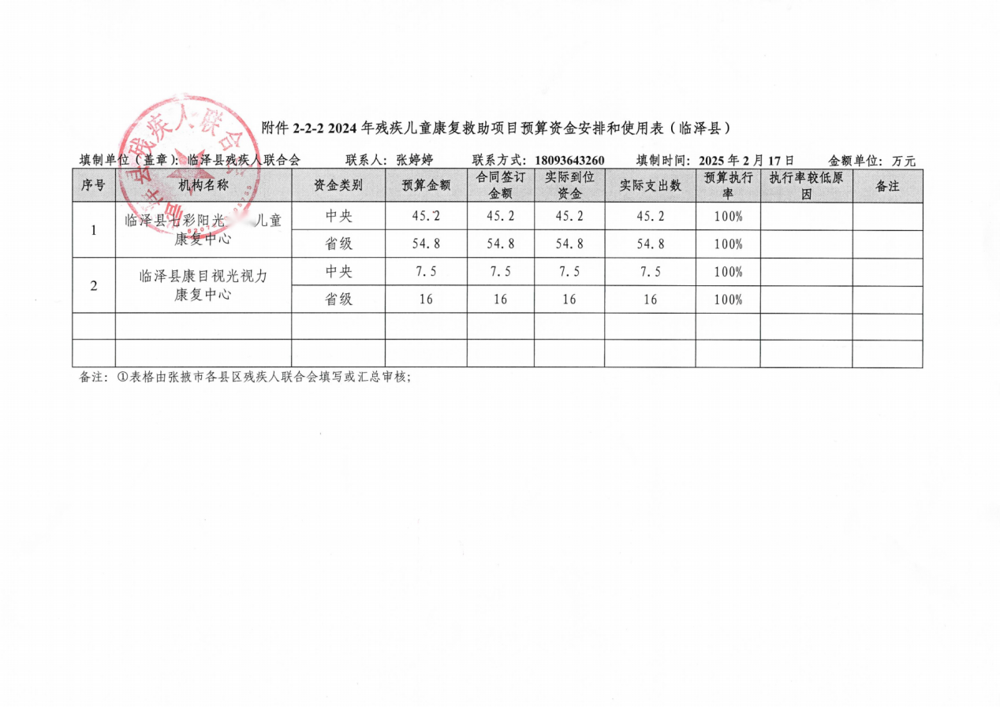 附件 2-2-2 2024 年残疾儿童康复救助项目预算资金安排和使用表（临泽县）
填制单位（盖章）：临泽县残疾人联合会 联系人：张婷婷 联系方式：18093643260 填制时间：2025 年 2 月 17 日 金额单位：万元
序号 机构名称 资金类别 预算金额 合同签订金额 实际到位资金 实际支出数 预算执行率 执行率较低原因 备注
1 临泽县七彩阳光 儿童
康复中心
中央 45.2 45.2 45.2 45.2 100%
省级 54.8 54.8 54.8 54.8 100%
2 临泽县康目视光视力
康复中心
中央 7.5 7.5 7.5 7.5 100%
省级 16 16 16 16 100%
备注：①表格由张掖市各县区残疾人联合会填写或汇总审核；
县残疾人联合会